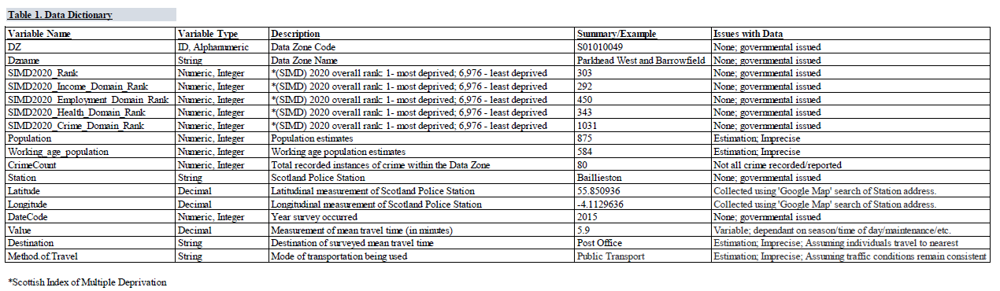 Table 1. Data Dictionary
Variable Name Variable Type Description Summary/Example Issues with Data
DZ ID, Alphanumeric Data Zone Code S01010049 None; governmental issued
Dzname String Data Zone Name Parkhead West and Barrowfield None; governmental issued
SIMD2020_Rank Numeric, Integer *(SIMD) 2020 overall rank: 1- most deprived; 6,976 - least deprived 303 None; governmental issued
SIMD2020_Income_Domain_Rank Numeric, Integer *(SIMD) 2020 overall rank: 1- most deprived; 6,976 - least deprived 292 None; governmental issued
SIMD2020_Employment_Domain_Rank Numeric, Integer *(SIMD) 2020 overall rank: 1- most deprived; 6,976 - least deprived 450 None; governmental issued
SIMD2020_Health_Domain_Rank Numeric, Integer *(SIMD) 2020 overall rank: 1- most deprived; 6,976 - least deprived 343 None; governmental issued
SIMD2020_Crime_Domain_Rank Numeric, Integer *(SIMD) 2020 overall rank: 1- most deprived; 6,976 - least deprived 1031 None; governmental issued
Population Numeric, Integer Population estimates 875 Estimation; Imprecise
Working_age_population Numeric, Integer Working age population estimates 584 Estimation; Imprecise
CrimeCount Numeric, Integer Total recorded instances of crime within the Data Zone 80 Not all crime recorded/reported
Station String Scotland Police Station Baillieston None; governmental issued
Latitude Decimal Latitudinal measurement of Scotland Police Station 55.850936 Collected using 'Google Map' search of Station address.
Longitude Decimal Longitudinal measurement of Scotland Police Station -4.1129636 Collected using 'Google Map' search of Station address.
DateCode Numeric, Integer Year survey occurred 2015 None; governmental issued
Value Decimal Measurement of mean travel time (in minutes) 5.9 Variable; dependant on season/time of day/maintenance/etc.
Destination String Destination of surveyed mean travel time Post Office Estimation; Imprecise; Assuming individuals travel to nearest
Method.of.Travel String Mode of transportation being used Public Transport Estimation; Imprecise; Assuming traffic conditions remain consistent
*Scottish Index of Multiple Deprivation